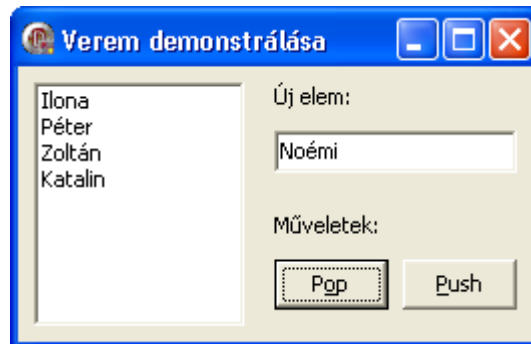 Verem demonstrálása
Ilona
Péter
Zoltán
Katalin
Új elem:
Noémi
Műveletek:
Pop
Push